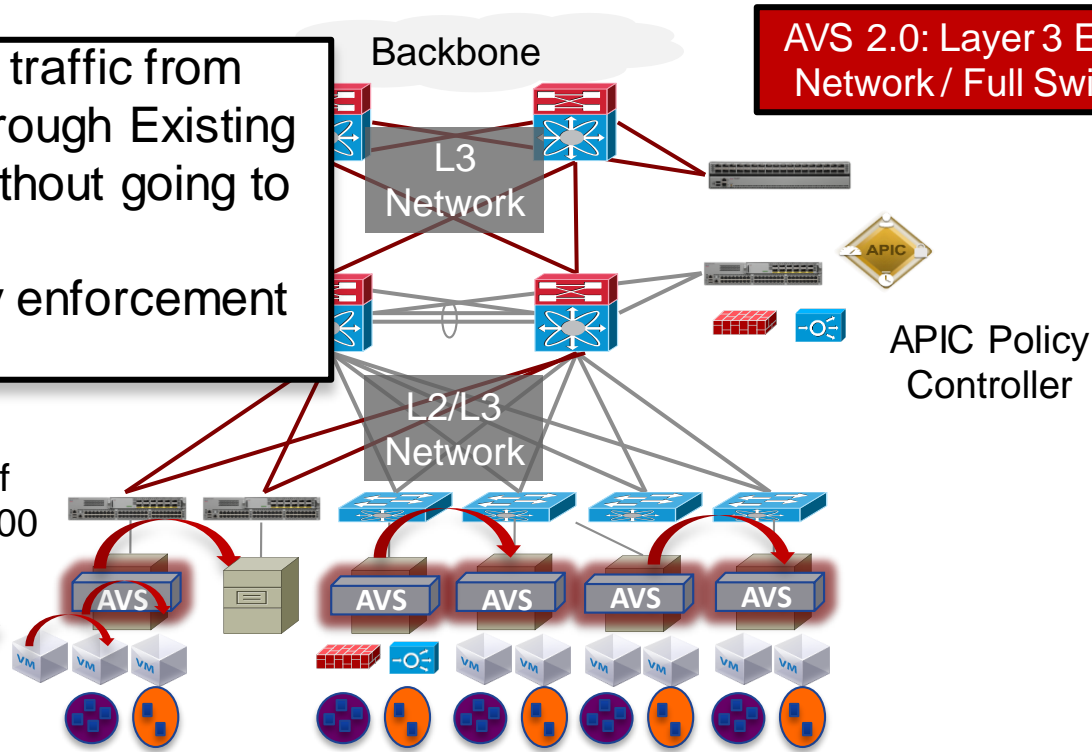 Backbone
AVS 2.0: Layer 3 E
Network / Full Swi
traffic from
rough Existing
ithout going to
y enforcement
L3
Network
APIC
APIC Policy
Controller
L2/L3
Network
f
00
AVS
AVS
AVS
AVS
AVS
VM
VM
VM
VM
VM
VM
VM
VM
VM